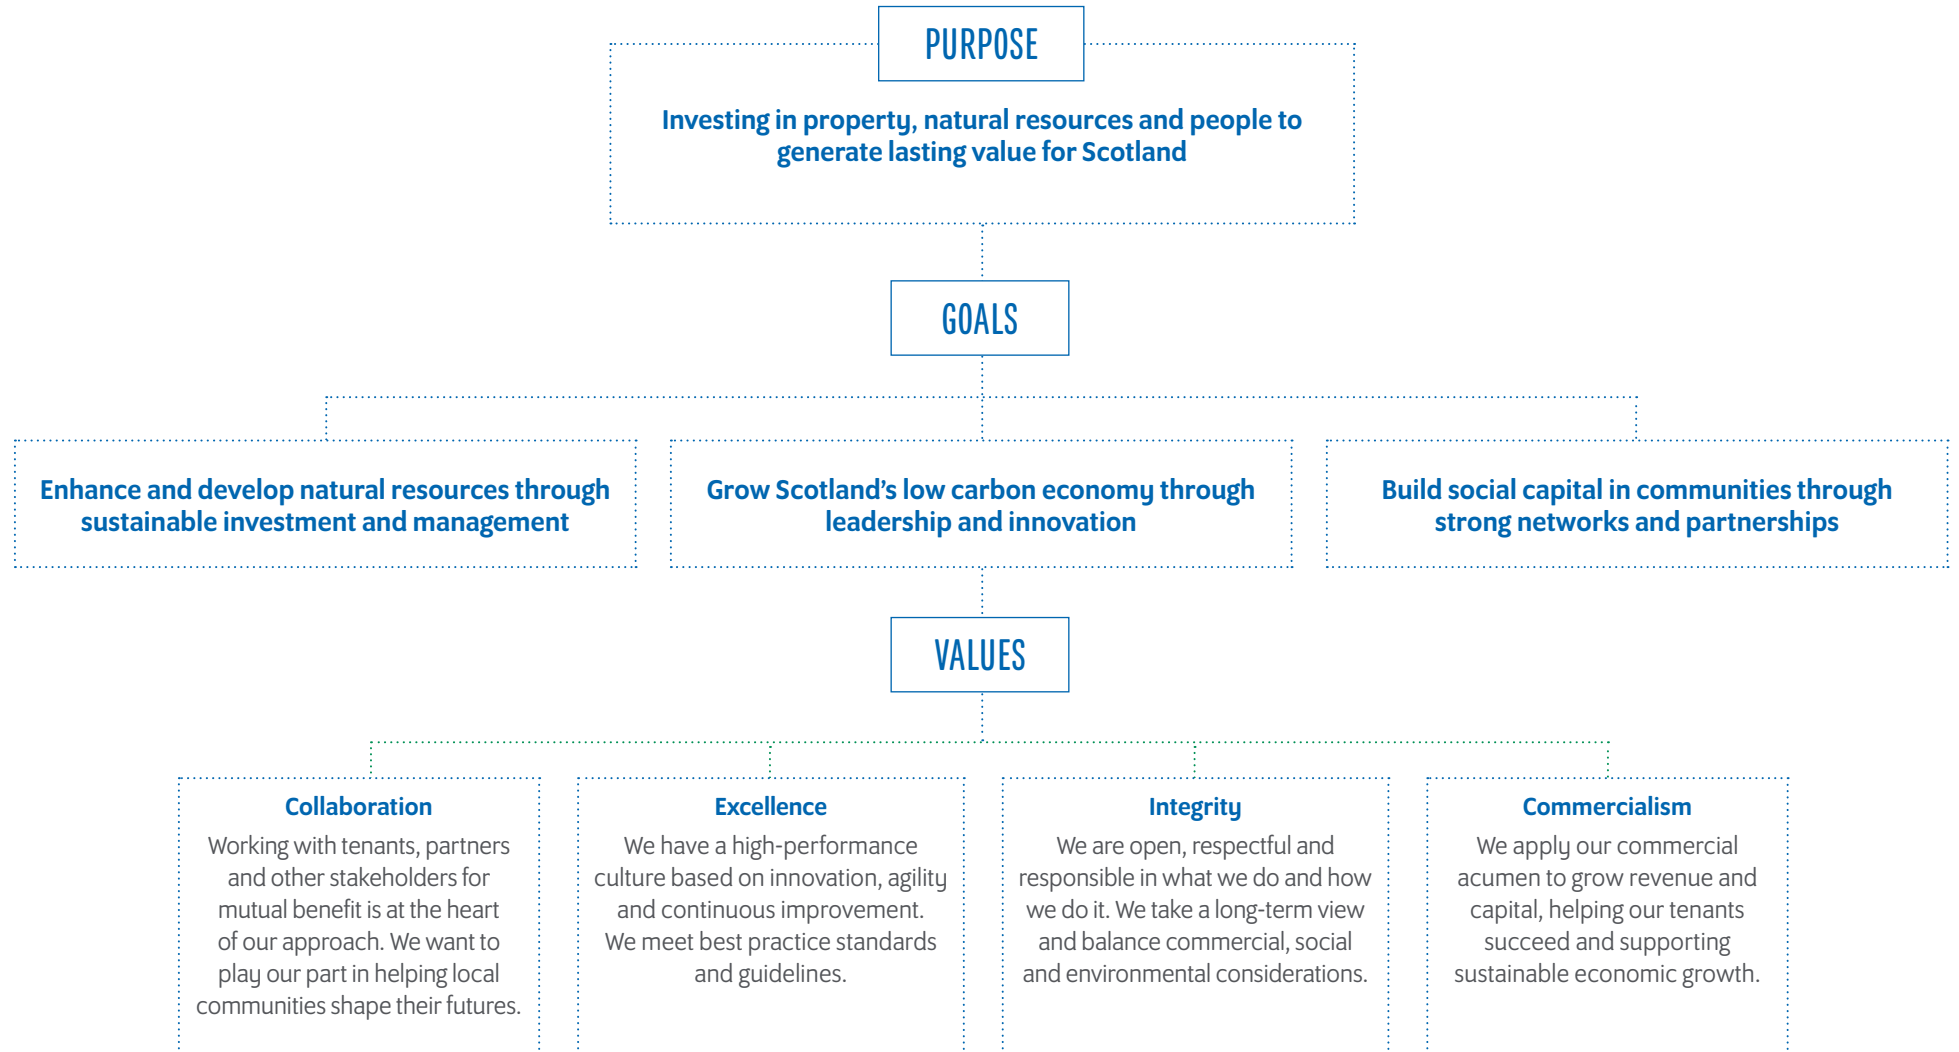 PURPOSE
Investing in property, natural resources and people to
generate lasting value for Scotland
GOALS
Enhance and develop natural resources through
sustainable investment and management
Grow Scotland’s low carbon economy through
leadership and innovation
Build social capital in communities through
strong networks and partnerships
VALUES
Collaboration
Working with tenants, partners
and other stakeholders for
mutual benefit is at the heart
of our approach. We want to
play our part in helping local
communities shape their futures.
Excellence
We have a high-performance
culture based on innovation, agility
and continuous improvement.
We meet best practice standards
and guidelines.
Integrity
We are open, respectful and
responsible in what we do and how
we do it. We take a long-term view
and balance commercial, social
and environmental considerations.
Commercialism
We apply our commercial
acumen to grow revenue and
capital, helping our tenants
succeed and supporting
sustainable economic growth.